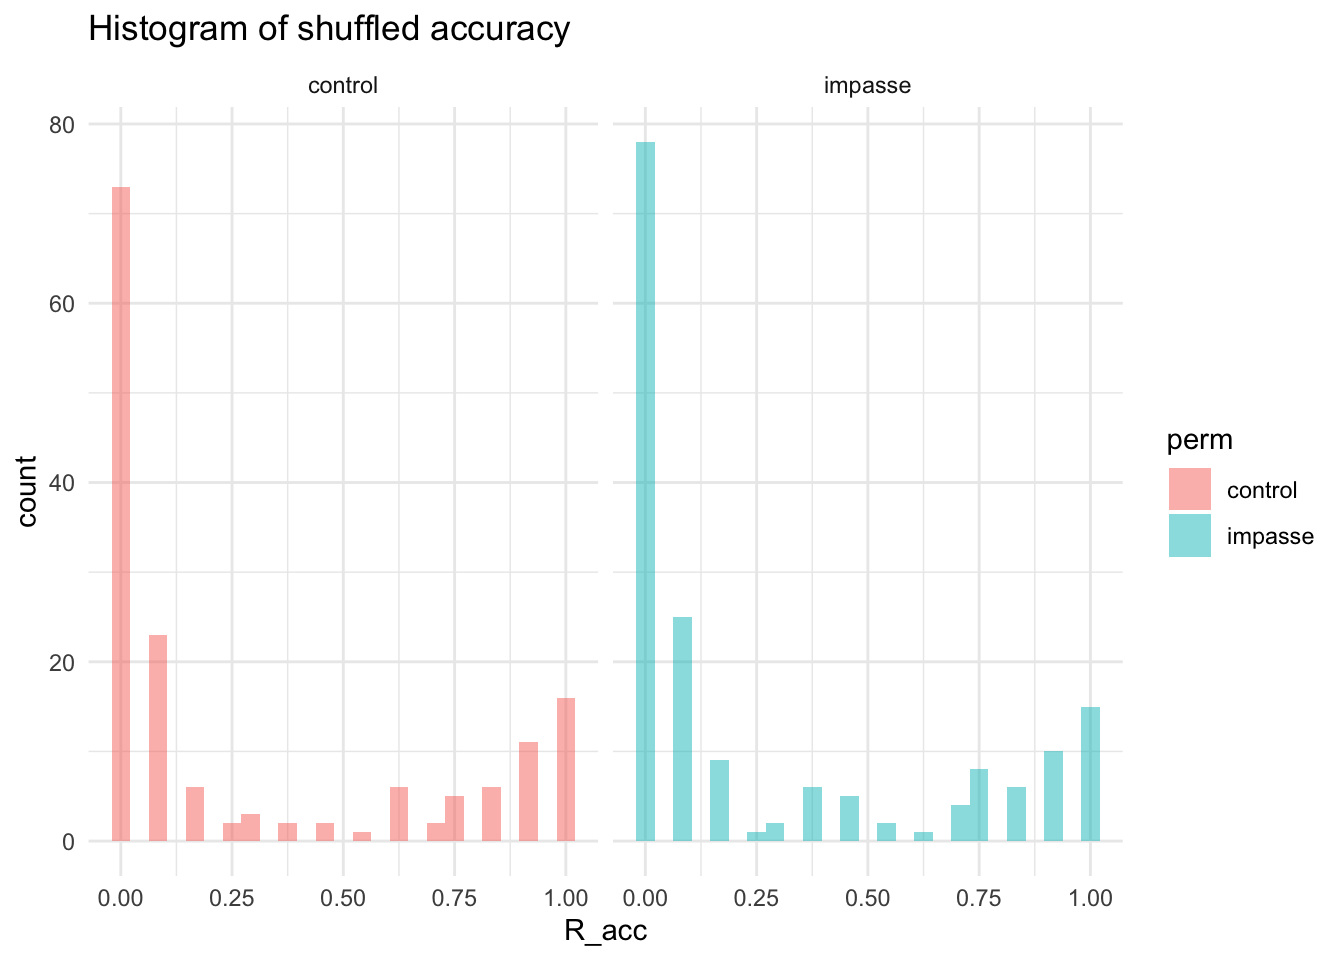 Histogram of shuffled accuracy
control
impasse
80
60
40
20
0
count
0.00 0.25 0.50 0.75 1.00
0.00 0.25 0.50 0.75 1.00
R_acc
perm
control
impasse